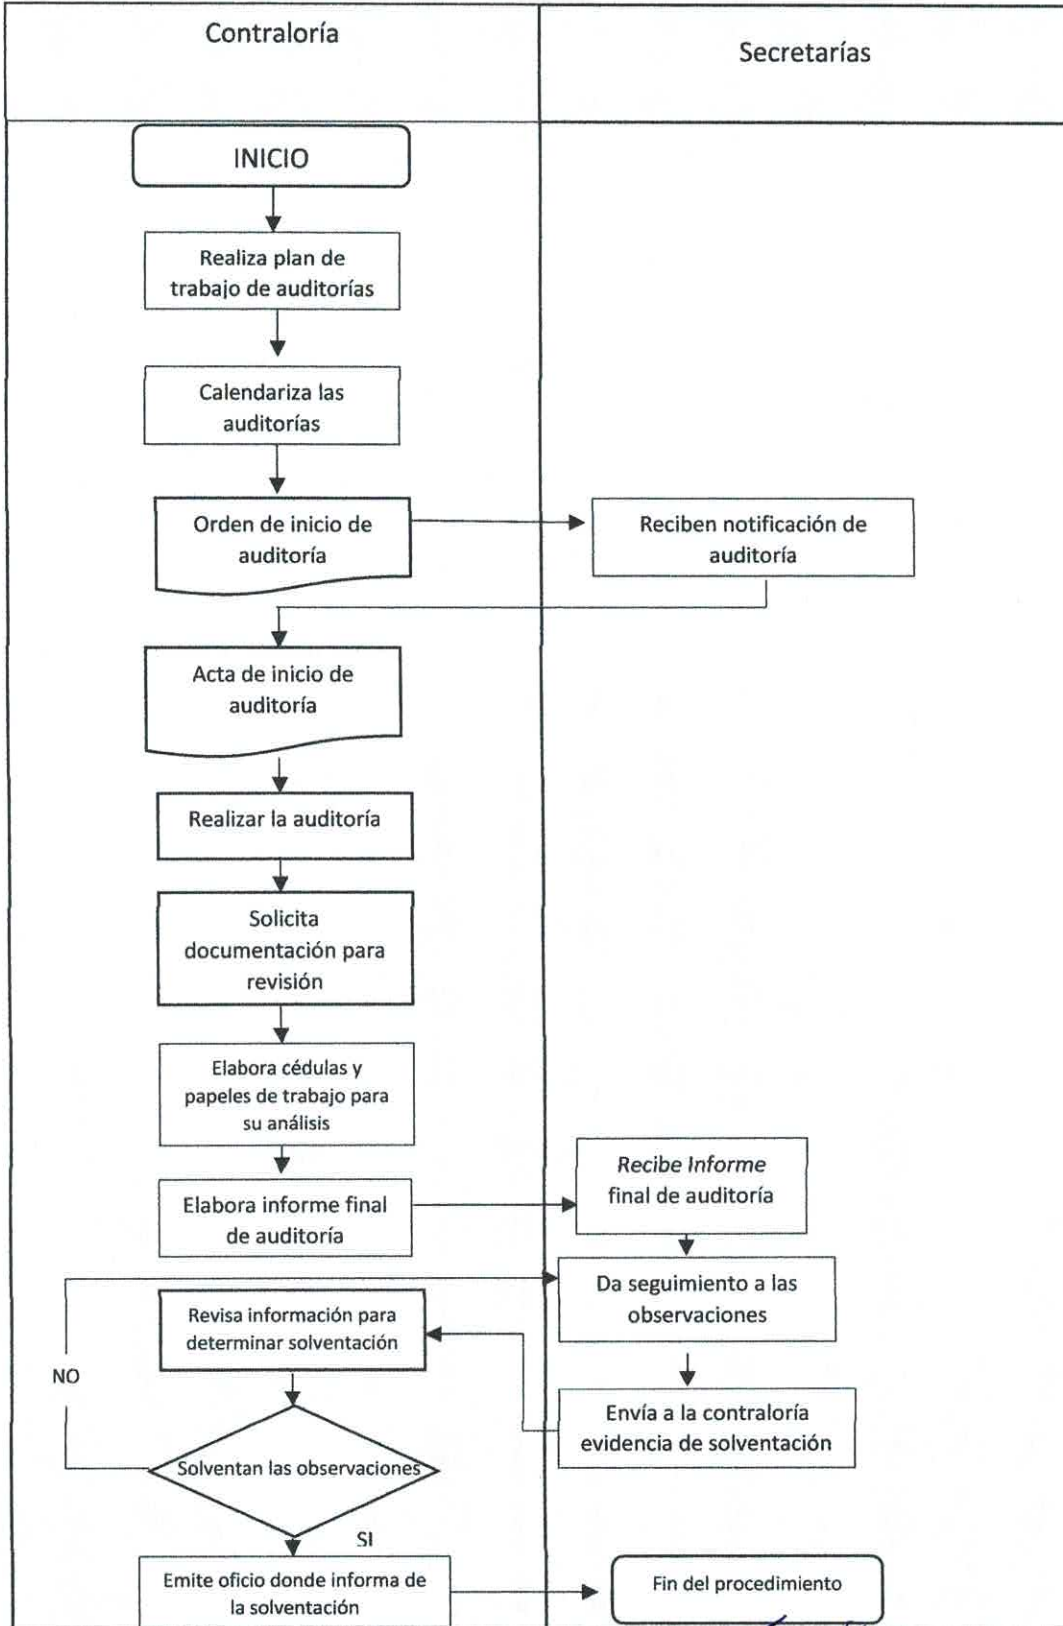 Contraloría
Secretarías
INICIO
Realiza plan de
trabajo de auditorías
Calendariza las
auditorías
Orden de inicio de
auditoría
Reciben notificación de
auditoría
Acta de inicio de
auditoría
Realizar la auditoría
Solicita
documentación para
revisión
Elabora cédulas y
papeles de trabajo para
su análisis
Elabora informe final
de auditoría
Recibe Informe
final de auditoría
Da seguimiento a las
observaciones
Envía a la contraloría
evidencia de solventación
Revisa información para
determinar solventación
NO
Solventan las observaciones
SI
Emite oficio donde informa de
la solventación
Fin del procedimiento